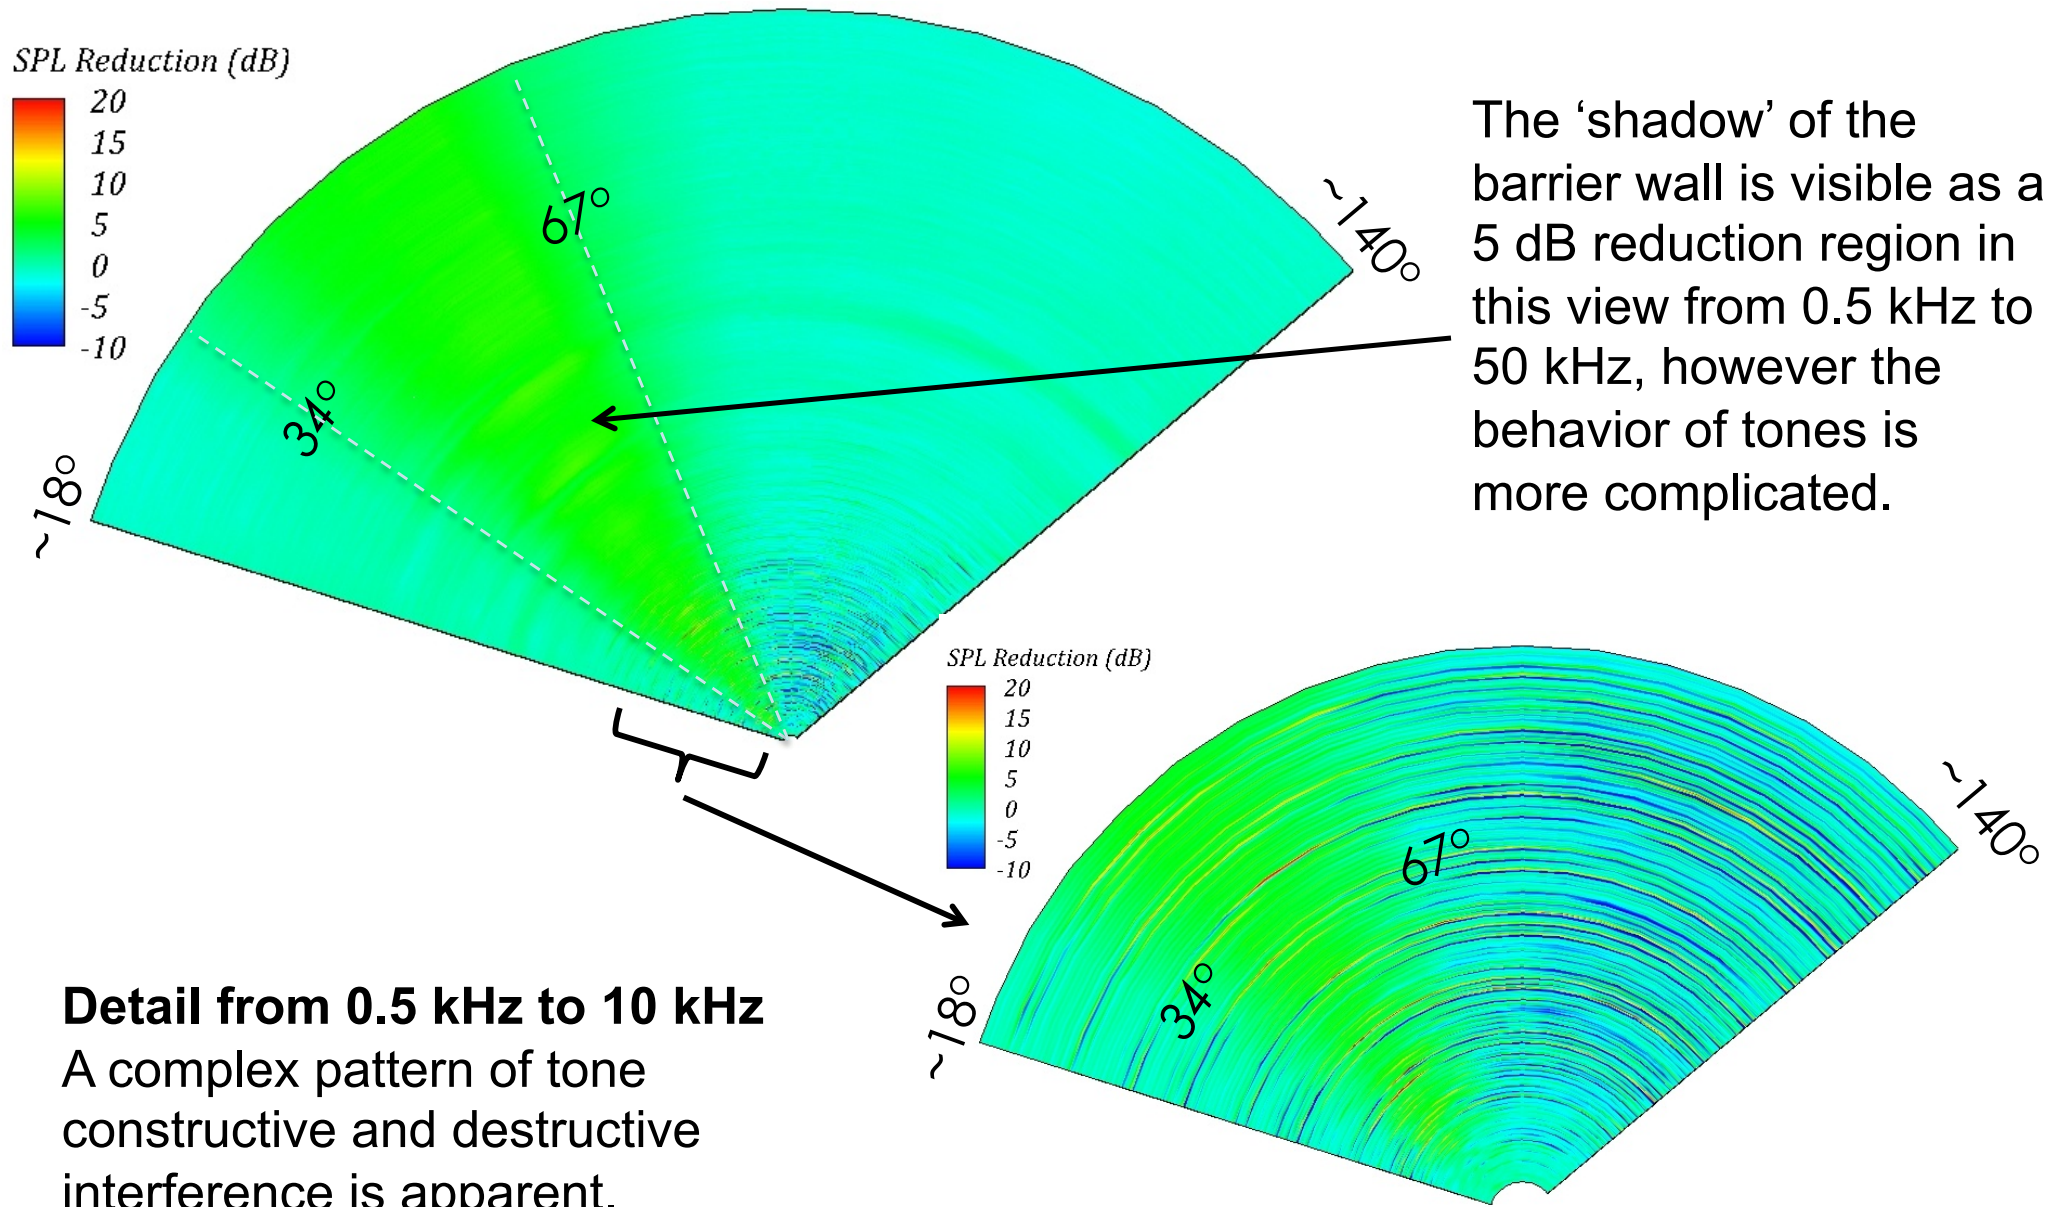 SPL Reduction (dB)
20
15
10
5
0
-5
-10
67°
34°
~18°
~140°
The ‘shadow’ of the
barrier wall is visible as a
5 dB reduction region in
this view from 0.5 kHz to
50 kHz, however the
behavior of tones is
more complicated.
SPL Reduction (dB)
20
15
10
5
0
-5
-10
67°
34°
~18°
~140°
Detail from 0.5 kHz to 10 kHz
A complex pattern of tone
constructive and destructive
interference is apparent.